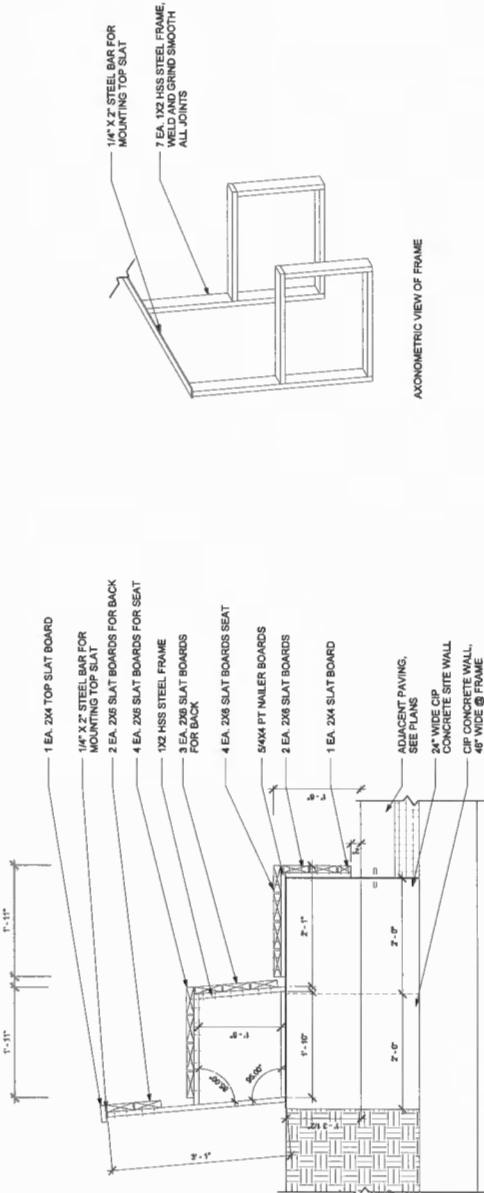 1/4" X 2" STEEL BAR FOR
MOUNTING TOP SLAT
7 EA. 1X2 HSS STEEL FRAME,
WELD AND GRIND SMOOTH
ALL JOINTS
AXONOMETRIC VIEW OF FRAME
1 EA. 2X4 TOP SLAT BOARD
1/4" X 2" STEEL BAR FOR
MOUNTING TOP SLAT
2 EA. 2X6 SLAT BOARDS FOR BACK
4 EA. 2X6 SLAT BOARDS FOR SEAT
1X2 HSS STEEL FRAME
3 EA. 2X6 SLAT BOARDS
FOR BACK
4 EA. 2X6 SLAT BOARDS SEAT
5/4X4 PT NAILER BOARDS
2 EA. 2X6 SLAT BOARDS
1 EA. 2X4 SLAT BOARD
ADJACENT PAVING,
SEE PLANS
24" WIDE CIP
CONCRETE SITE WALL
CIP CONCRETE WALL,
48" WIDE @ FRAME
1'-11"
1'-11"
2'-1"
1'-10"
2'-0"
2'-0"
95.00°
1'-3 1/2"